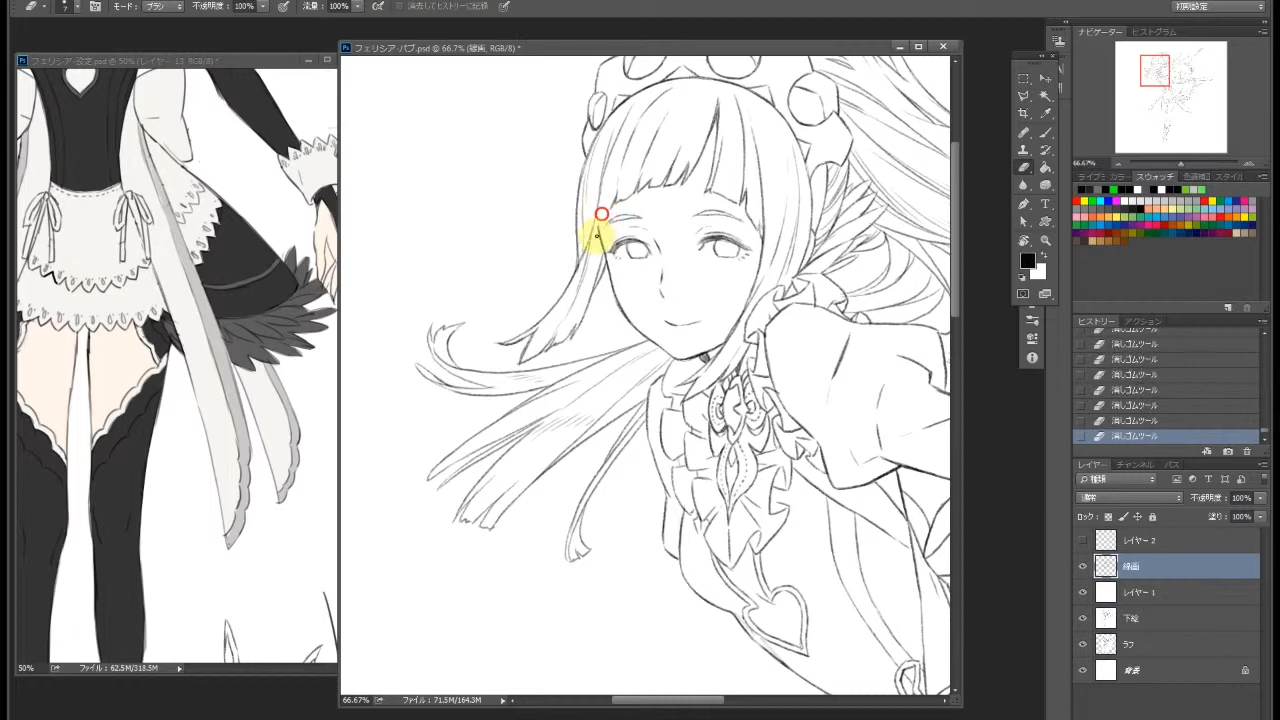 モード： ブラシ 不透明度： 100% 流量： 100% 消去してヒストリーに記録 初期設定
フェリシア-設定.psd @ 50% (レイヤー 13, RGB/8) *
フェリシア-パブ.psd @ 66.7% (線画, RGB/8) *
ナビゲーター ヒストグラム
66.67%
ライブラ カラー スウォッチ 色調補正 スタイル
ヒストリー アクション
消しゴムツール
消しゴムツール
消しゴムツール
消しゴムツール
消しゴムツール
消しゴムツール
消しゴムツール
レイヤー チャンネル パス
種類
通常 不透明度： 100%
ロック： 塗り： 100%
レイヤー 2
線画
レイヤー 1
下絵
ラフ
背景
50% ファイル : 62.5M/318.5M
66.67% ファイル : 71.5M/164.3M